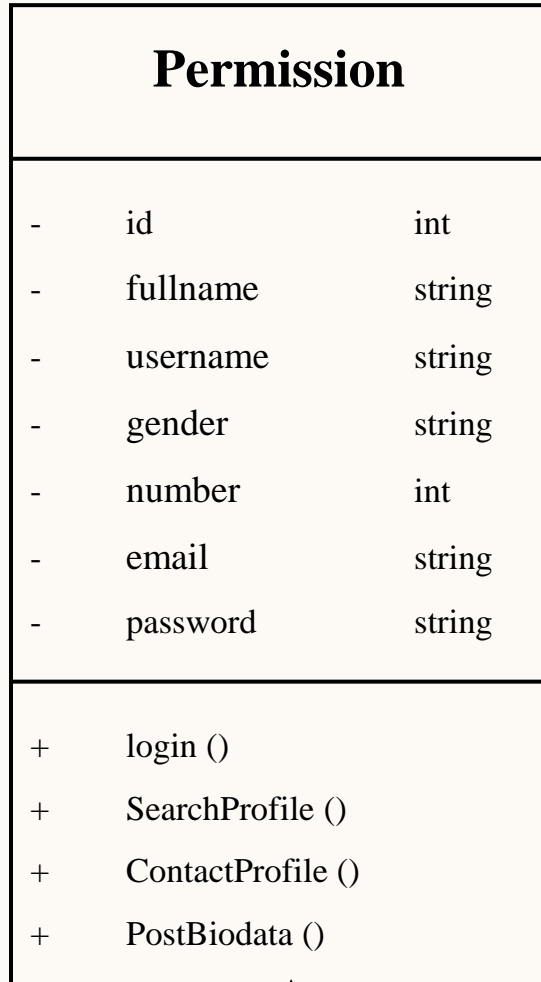 Permission
- id int
- fullname string
- username string
- gender string
- number int
- email string
- password string
+ login ()
+ SearchProfile ()
+ ContactProfile ()
+ PostBiodata ()